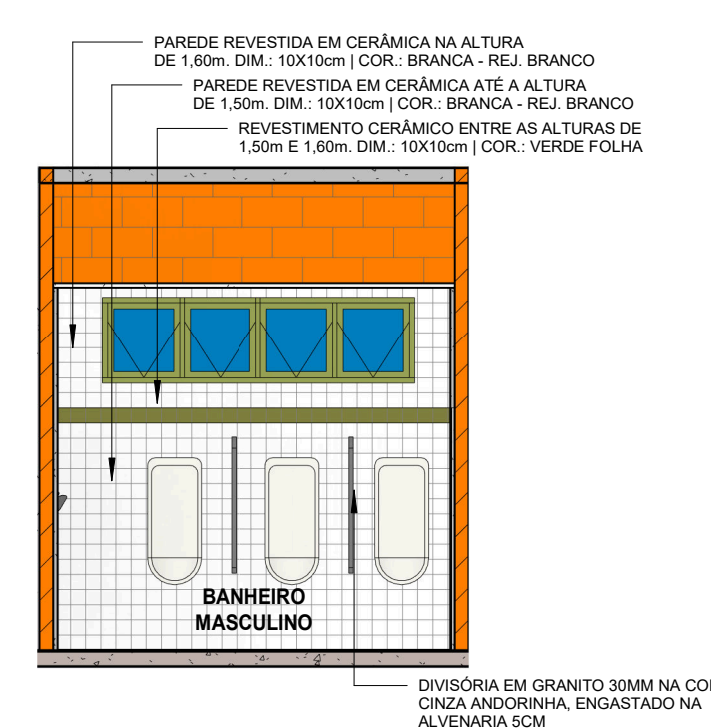 PAREDE REVESTIDA EM CERÂMICA NA ALTURA
DE 1,60m. DIM.: 10X10cm | COR.: BRANCA - REJ. BRANCO
PAREDE REVESTIDA EM CERÂMICA ATÉ A ALTURA
DE 1,50m. DIM.: 10X10cm | COR.: BRANCA - REJ. BRANCO
REVESTIMENTO CERÂMICO ENTRE AS ALTURAS DE
1,50m E 1,60m. DIM.: 10X10cm | COR.: VERDE FOLHA
BANHEIRO
MASCULINO
DIVISÓRIA EM GRANITO 30MM NA
CINZA ANDORINHA, ENGASTADO NA
ALVENARIA 5CM